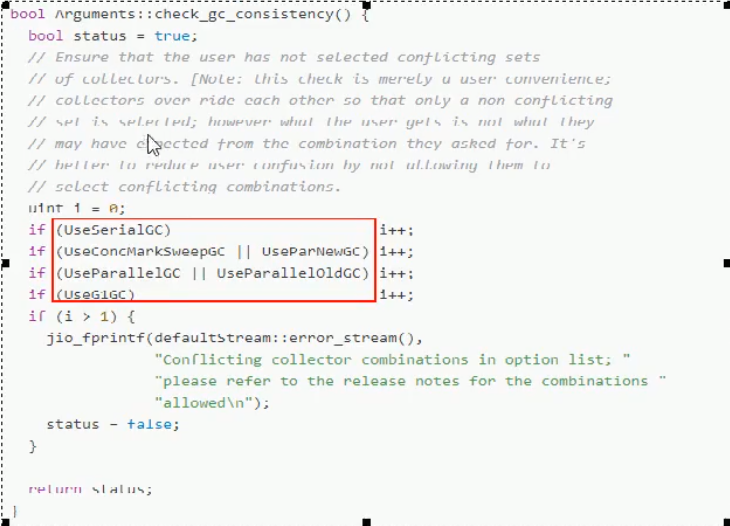 bool Arguments::check_gc_consistency() {
bool status = true;
// Ensure that the user has not selected conflicting sets
// of collectors. [Note: this check is merely a user convenience;
// collectors over ride each other so that only a non conflicting
// set is selected; however what the user gets is not what they
// may have expected from the combination they asked for. It's
// better to reduce user confusion by not allowing them to
// select conflicting combinations.
uint i = 0;
if (UseSerialGC) i++;
if (UseConcMarkSweepGC || UseParNewGC) i++;
if (UseParallelGC || UseParallelOldGC) i++;
if (UseG1GC) i++;
if (i > 1) {
jio_fprintf(defaultStream::error_stream(),
"Conflicting collector combinations in option list; "
"please refer to the release notes for the combinations "
"allowed\n");
status = false;
}
return status;
}